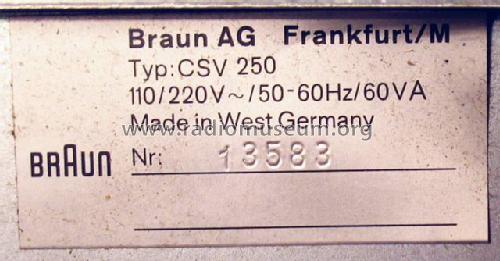 Braun AG Frankfurt/M
Typ: CSV 250
110/220V~/50-60Hz/60VA
Made in West Germany
www.radiomuseum.org
BRAUN Nr: 13583